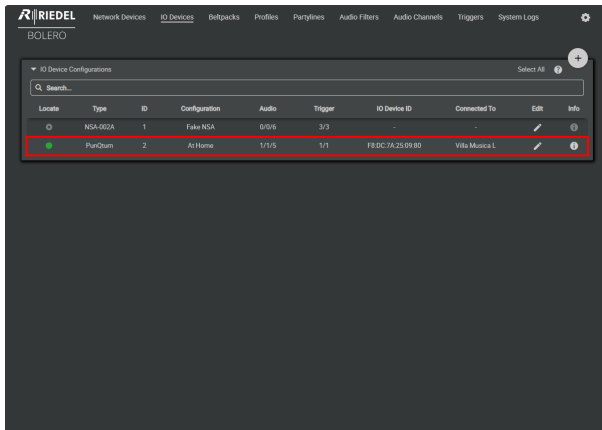 RIEDEL Network Devices IO Devices Beltpacks Profiles Partylines Audio Filters Audio Channels Triggers System Logs
BOLERO
+
IO Device Configurations Select All ?
Search...
Locate Type ID Configuration Audio Trigger IO Device ID Connected To Edit Info
NSA-002A 1 Fake NSA 0/0/6 3/3 - -
PunQtum 2 At Home 1/1/5 1/1 F8:DC:7A:25:09:80 Villa Musica L